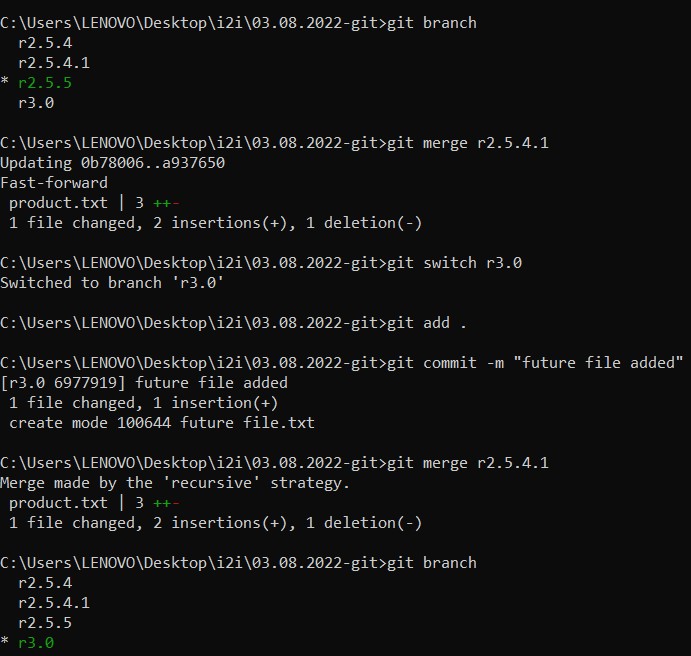 C:\Users\LENOVO\Desktop\i2i\03.08.2022-git>git branch
  r2.5.4
  r2.5.4.1
* r2.5.5
  r3.0
C:\Users\LENOVO\Desktop\i2i\03.08.2022-git>git merge r2.5.4.1
Updating 0b78006..a937650
Fast-forward
 product.txt | 3 ++-
 1 file changed, 2 insertions(+), 1 deletion(-)
C:\Users\LENOVO\Desktop\i2i\03.08.2022-git>git switch r3.0
Switched to branch 'r3.0'
C:\Users\LENOVO\Desktop\i2i\03.08.2022-git>git add .
C:\Users\LENOVO\Desktop\i2i\03.08.2022-git>git commit -m "future file added"
[r3.0 6977919] future file added
 1 file changed, 1 insertion(+)
 create mode 100644 future file.txt
C:\Users\LENOVO\Desktop\i2i\03.08.2022-git>git merge r2.5.4.1
Merge made by the 'recursive' strategy.
 product.txt | 3 ++-
 1 file changed, 2 insertions(+), 1 deletion(-)
C:\Users\LENOVO\Desktop\i2i\03.08.2022-git>git branch
  r2.5.4
  r2.5.4.1
  r2.5.5
* r3.0